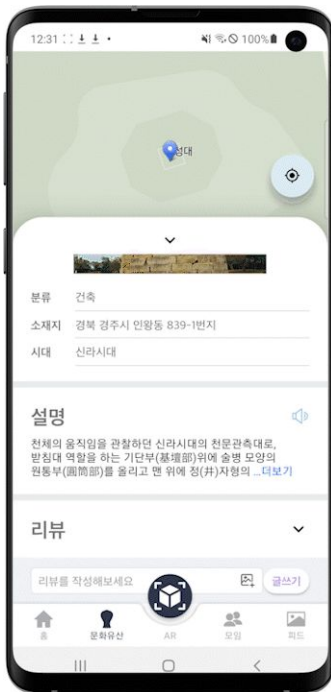 12:31
100%
성대
분류 건축
소재지 경북 경주시 인왕동 839-1번지
시대 신라시대
설명
천체의 움직임을 관찰하던 신라시대의 천문관측대로,
받침대 역할을 하는 기단부(基壇部)위에 술병 모양의
원통부(圓筒部)를 올리고 맨 위에 정(井)자형의 ...더보기
리뷰
리뷰를 작성해보세요 글쓰기
홈 문화유산 AR 모임 피드